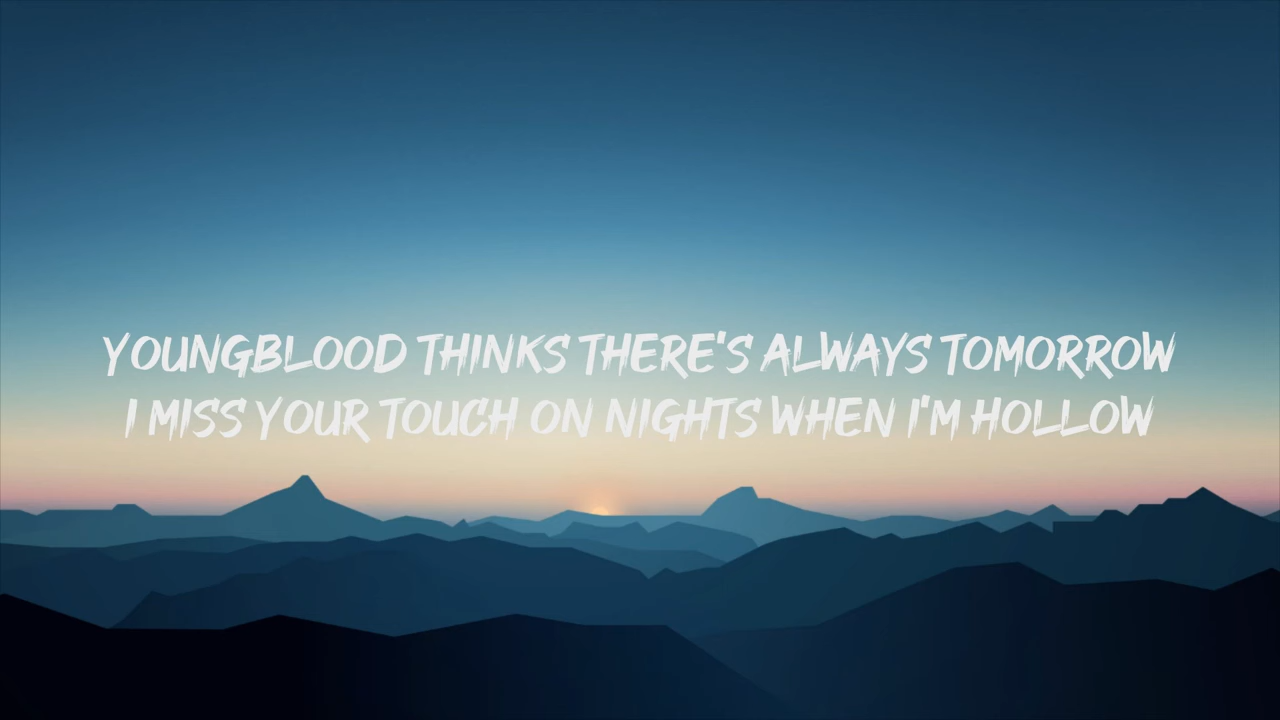 YOUNGBLOOD THINKS THERE'S ALWAYS TOMORROW
I MISS YOUR TOUCH ON NIGHTS WHEN I'M HOLLOW